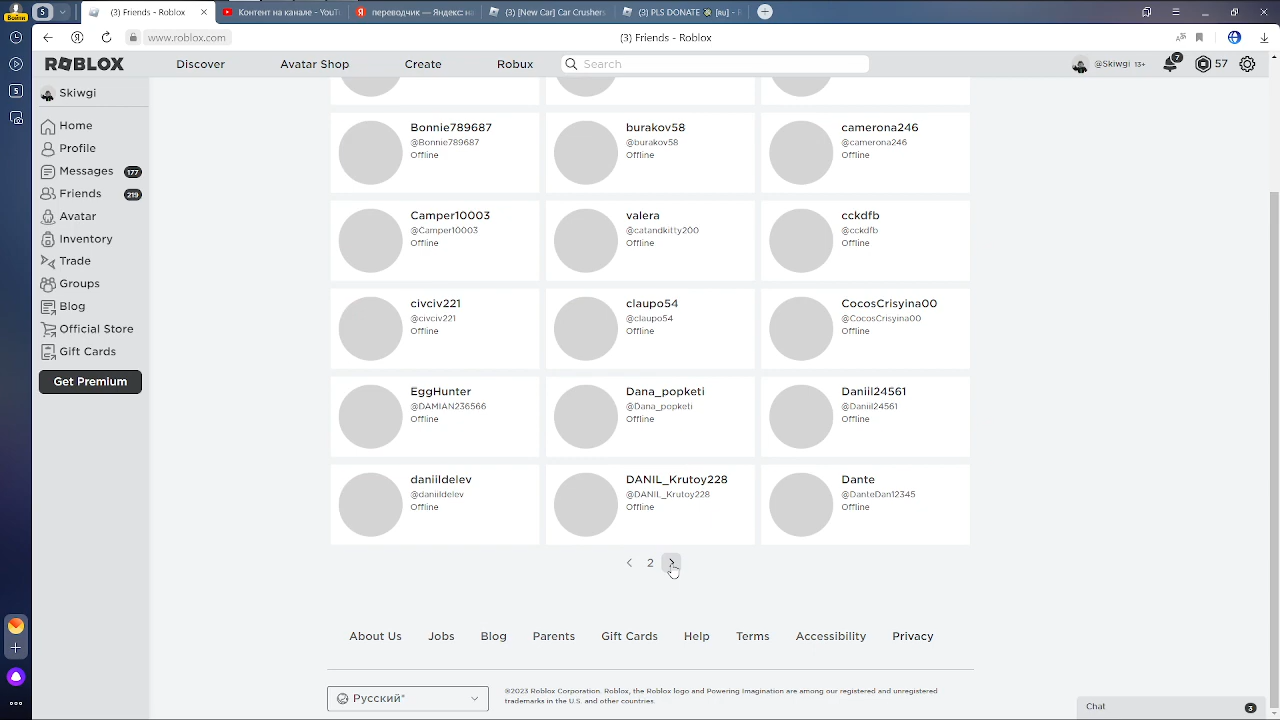 5
(3) Friends - Roblox
Контент на канале - YouTu
переводчик — Яндекс.н
(3) [New Car] Car Crushers
(3) PLS DONATE [ви] - R
www.roblox.com
(3) Friends - Roblox
ROBLOX
Discover
Avatar Shop
Create
Robux
Search
@Skiwgi 13+
7
57
Skiwgi
Home
Profile
Messages 177
Friends 219
Avatar
Inventory
Trade
Groups
Blog
Official Store
Gift Cards
Get Premium
Bonnie789687
@Bonnie789687
Offline
burakov58
@burakov58
Offline
camerona246
@camerona246
Offline
Camper10003
@Camper10003
Offline
valera
@catandkitty200
Offline
cckdfb
@cckdfb
Offline
civciv221
@civciv221
Offline
claupo54
@claupo54
Offline
CocosCrisyina00
@CocosCrisyina00
Offline
EggHunter
@DAMIAN236566
Offline
Dana_popketi
@Dana_popketi
Offline
Daniil24561
@Daniil24561
Offline
daniildelev
@daniildelev
Offline
DANIL_Krutoy228
@DANIL_Krutoy228
Offline
Dante
@DanteDan12345
Offline
< 2 >
About Us
Jobs
Blog
Parents
Gift Cards
Help
Terms
Accessibility
Privacy
Русский*
©2023 Roblox Corporation. Roblox, the Roblox logo and Powering Imagination are among our registered and unregistered
trademarks in the U.S. and other countries.
Chat
3